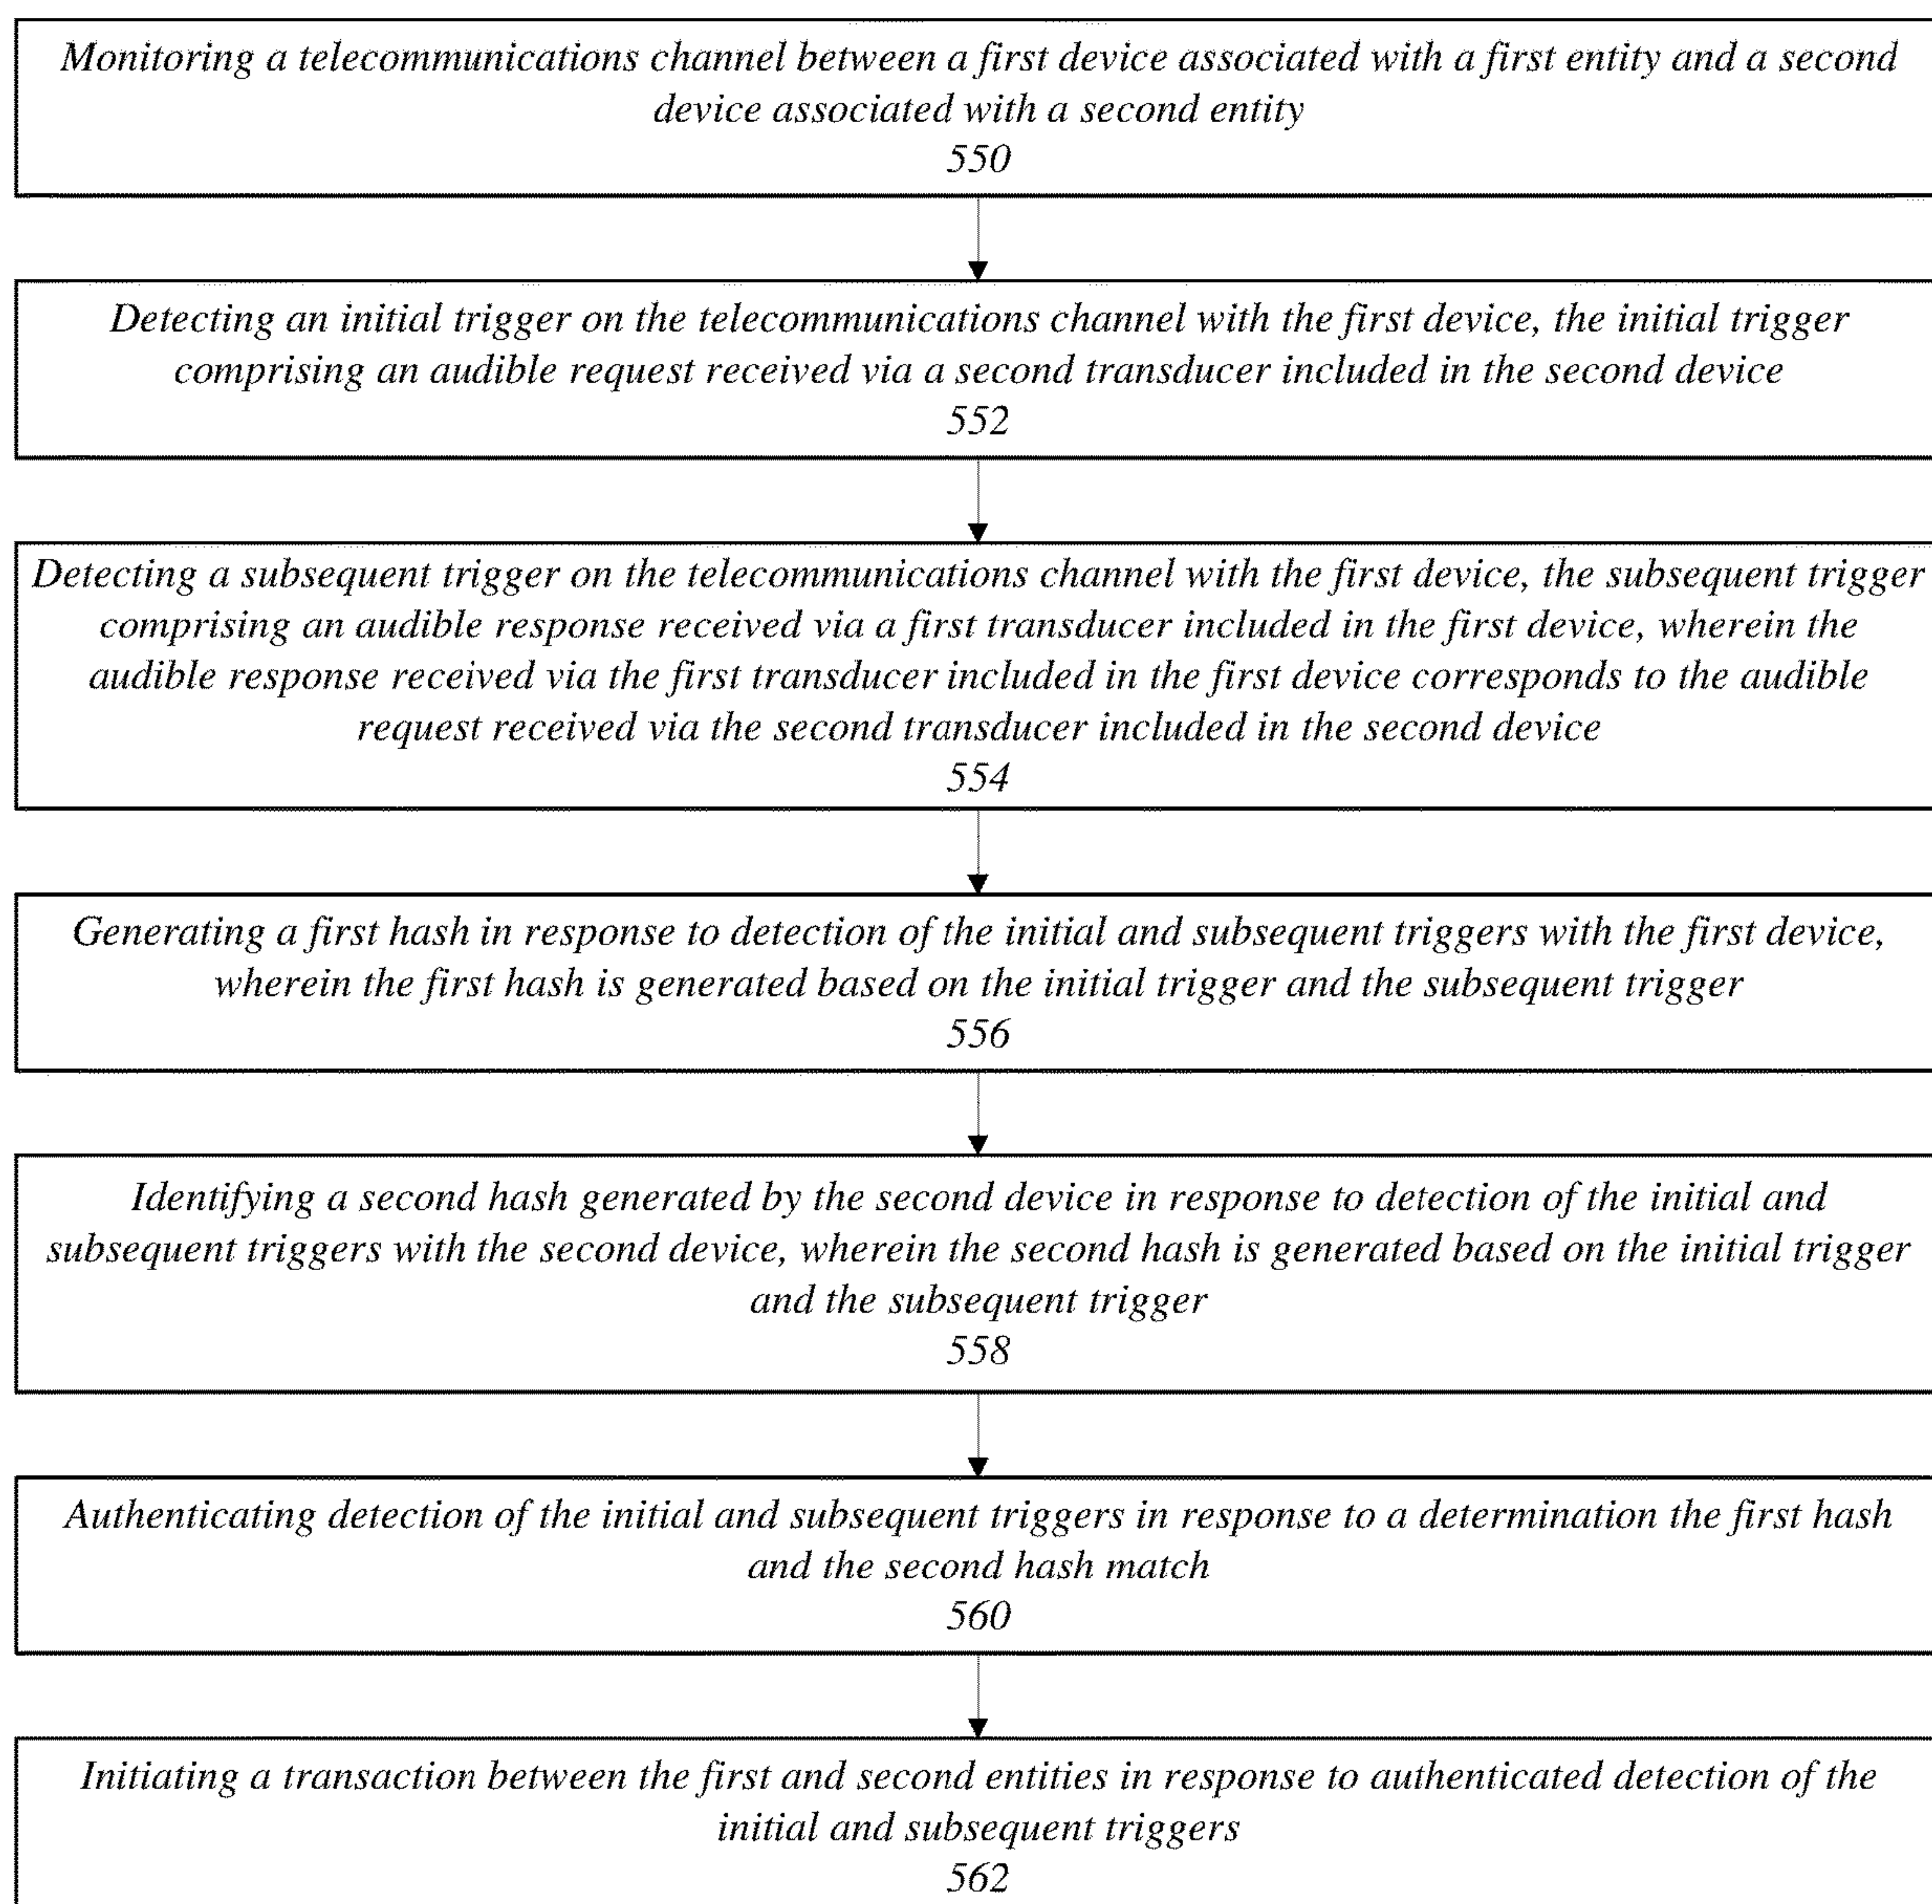 Monitoring a telecommunications channel between a first device associated with a first entity and a second
device associated with a second entity
550
Detecting an initial trigger on the telecommunications channel with the first device, the initial trigger
comprising an audible request received via a second transducer included in the second device
552
Detecting a subsequent trigger on the telecommunications channel with the first device, the subsequent trigger
comprising an audible response received via a first transducer included in the first device, wherein the
audible response received via the first transducer included in the first device corresponds to the audible
request received via the second transducer included in the second device
554
Generating a first hash in response to detection of the initial and subsequent triggers with the first device,
wherein the first hash is generated based on the initial trigger and the subsequent trigger
556
Identifying a second hash generated by the second device in response to detection of the initial and
subsequent triggers with the second device, wherein the second hash is generated based on the initial trigger
and the subsequent trigger
558
Authenticating detection of the initial and subsequent triggers in response to a determination the first hash
and the second hash match
560
Initiating a transaction between the first and second entities in response to authenticated detection of the
initial and subsequent triggers
562